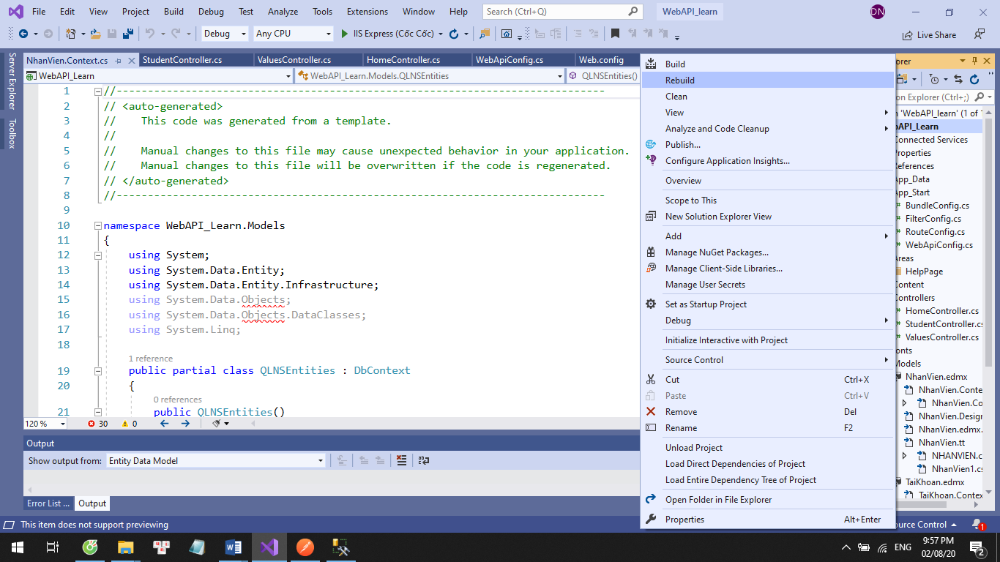 File Edit View Project Build Debug Test Analyze Tools Extensions Window Help Search (Ctrl+Q) WebAPI_learn DN
Debug Any CPU IIS Express (Cốc Cốc) Live Share
Server Explorer
Toolbox
NhanVien.Context.cs StudentController.cs ValuesController.cs HomeController.cs WebApiConfig.cs Web.config
WebAPI_Learn WebAPI_Learn.Models.QLNSEntities QLNSEntities()
1 //------------------------------------------------------------------------------
2 // <auto-generated>
3 //    This code was generated from a template.
4 //
5 //    Manual changes to this file may cause unexpected behavior in your application.
6 //    Manual changes to this file will be overwritten if the code is regenerated.
7 // </auto-generated>
8 //------------------------------------------------------------------------------
9
10 namespace WebAPI_Learn.Models
11 {
12 using System;
13 using System.Data.Entity;
14 using System.Data.Entity.Infrastructure;
15 using System.Data.Objects;
16 using System.Data.Objects.DataClasses;
17 using System.Linq;
18
1 reference
19 public partial class QLNSEntities : DbContext
20 {
0 references
21 public QLNSEntities()
120 % 30 0
Output
Show output from: Entity Data Model
Error List ... Output
This item does not support previewing
Build
Rebuild
Clean
View
Analyze and Code Cleanup
Publish...
Configure Application Insights...
Overview
Scope to This
New Solution Explorer View
Add
Manage NuGet Packages...
Manage Client-Side Libraries...
Manage User Secrets
Set as Startup Project
Debug
Initialize Interactive with Project
Source Control
Cut Ctrl+X
Paste Ctrl+V
Remove Del
Rename F2
Unload Project
Load Direct Dependencies of Project
Load Entire Dependency Tree of Project
Open Folder in File Explorer
Properties Alt+Enter
orer
on Explorer (Ctrl+;)
n 'WebAPI_learn' (1 of 1
bAPI_Learn
Connected Services
Properties
References
App_Data
App_Start
BundleConfig.cs
FilterConfig.cs
RouteConfig.cs
WebApiConfig.cs
Areas
HelpPage
Content
Controllers
HomeController.cs
StudentController.cs
ValuesController.cs
onts
Models
NhanVien.edmx
NhanVien.Conte
NhanVien.Co
NhanVien.Design
NhanVien.edmx.
NhanVien.tt
NHANVIEN.c
NhanVien1.cs
TaiKhoan.edmx
TaiKhoan.Contex
ource Control 1
ENG 9:57 PM
02/08/20 2